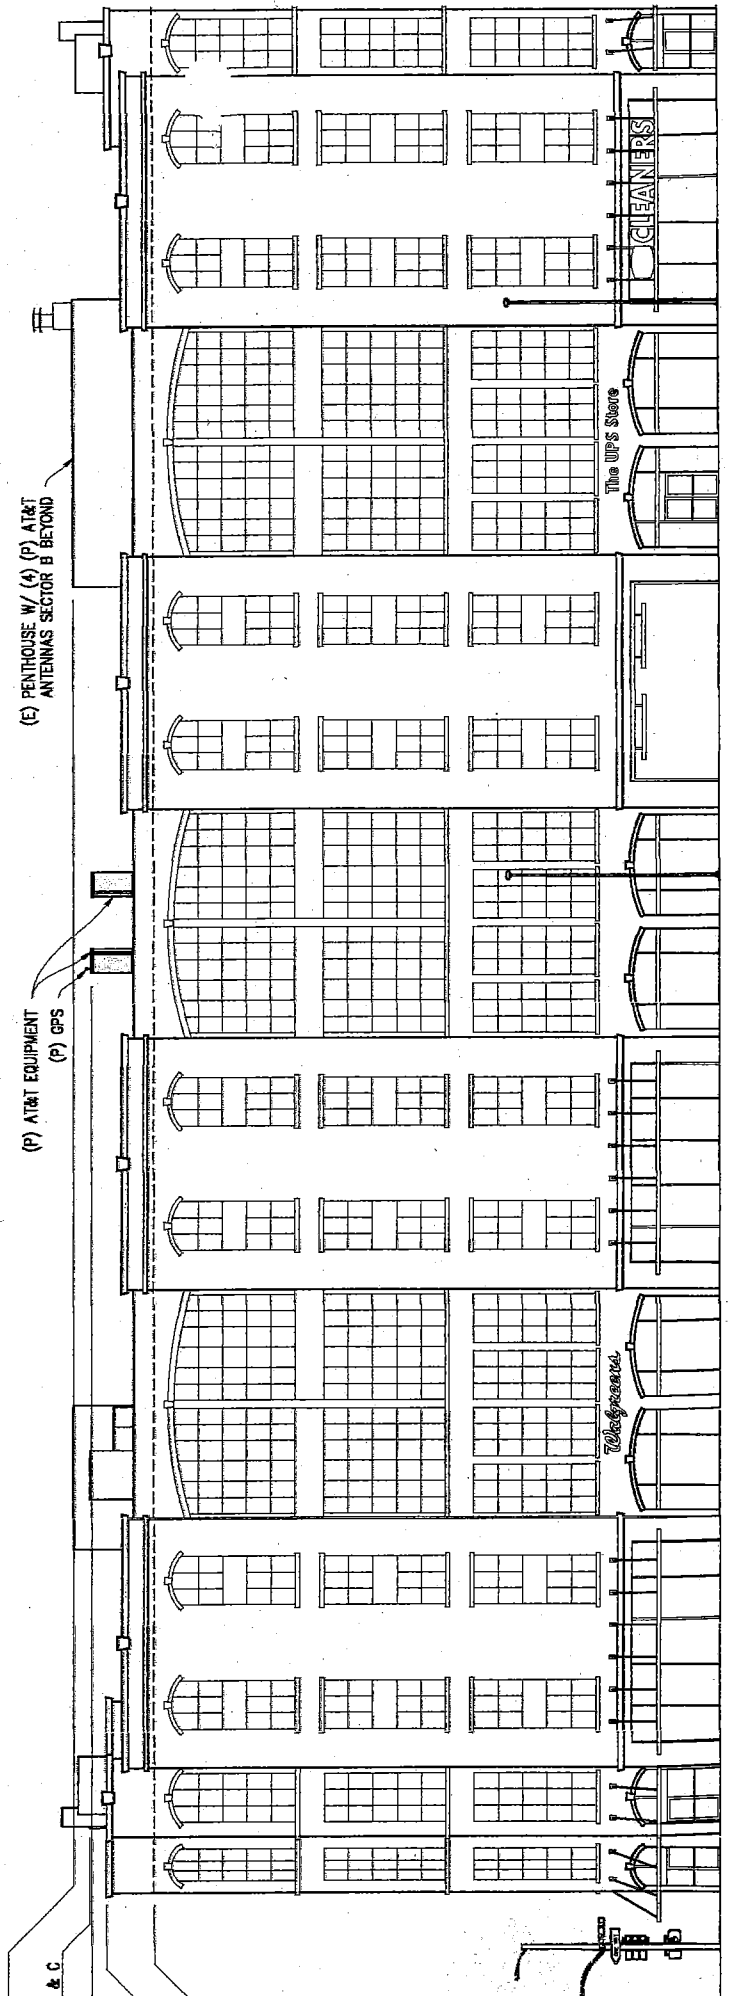 (E) PENTHOUSE W/ (4) (P) AT&T
ANTENNAS SECTOR B BEYOND
(P) AT&T EQUIPMENT
(P) GPS
& C
Walgreens
The UPS Store
CLEANERS